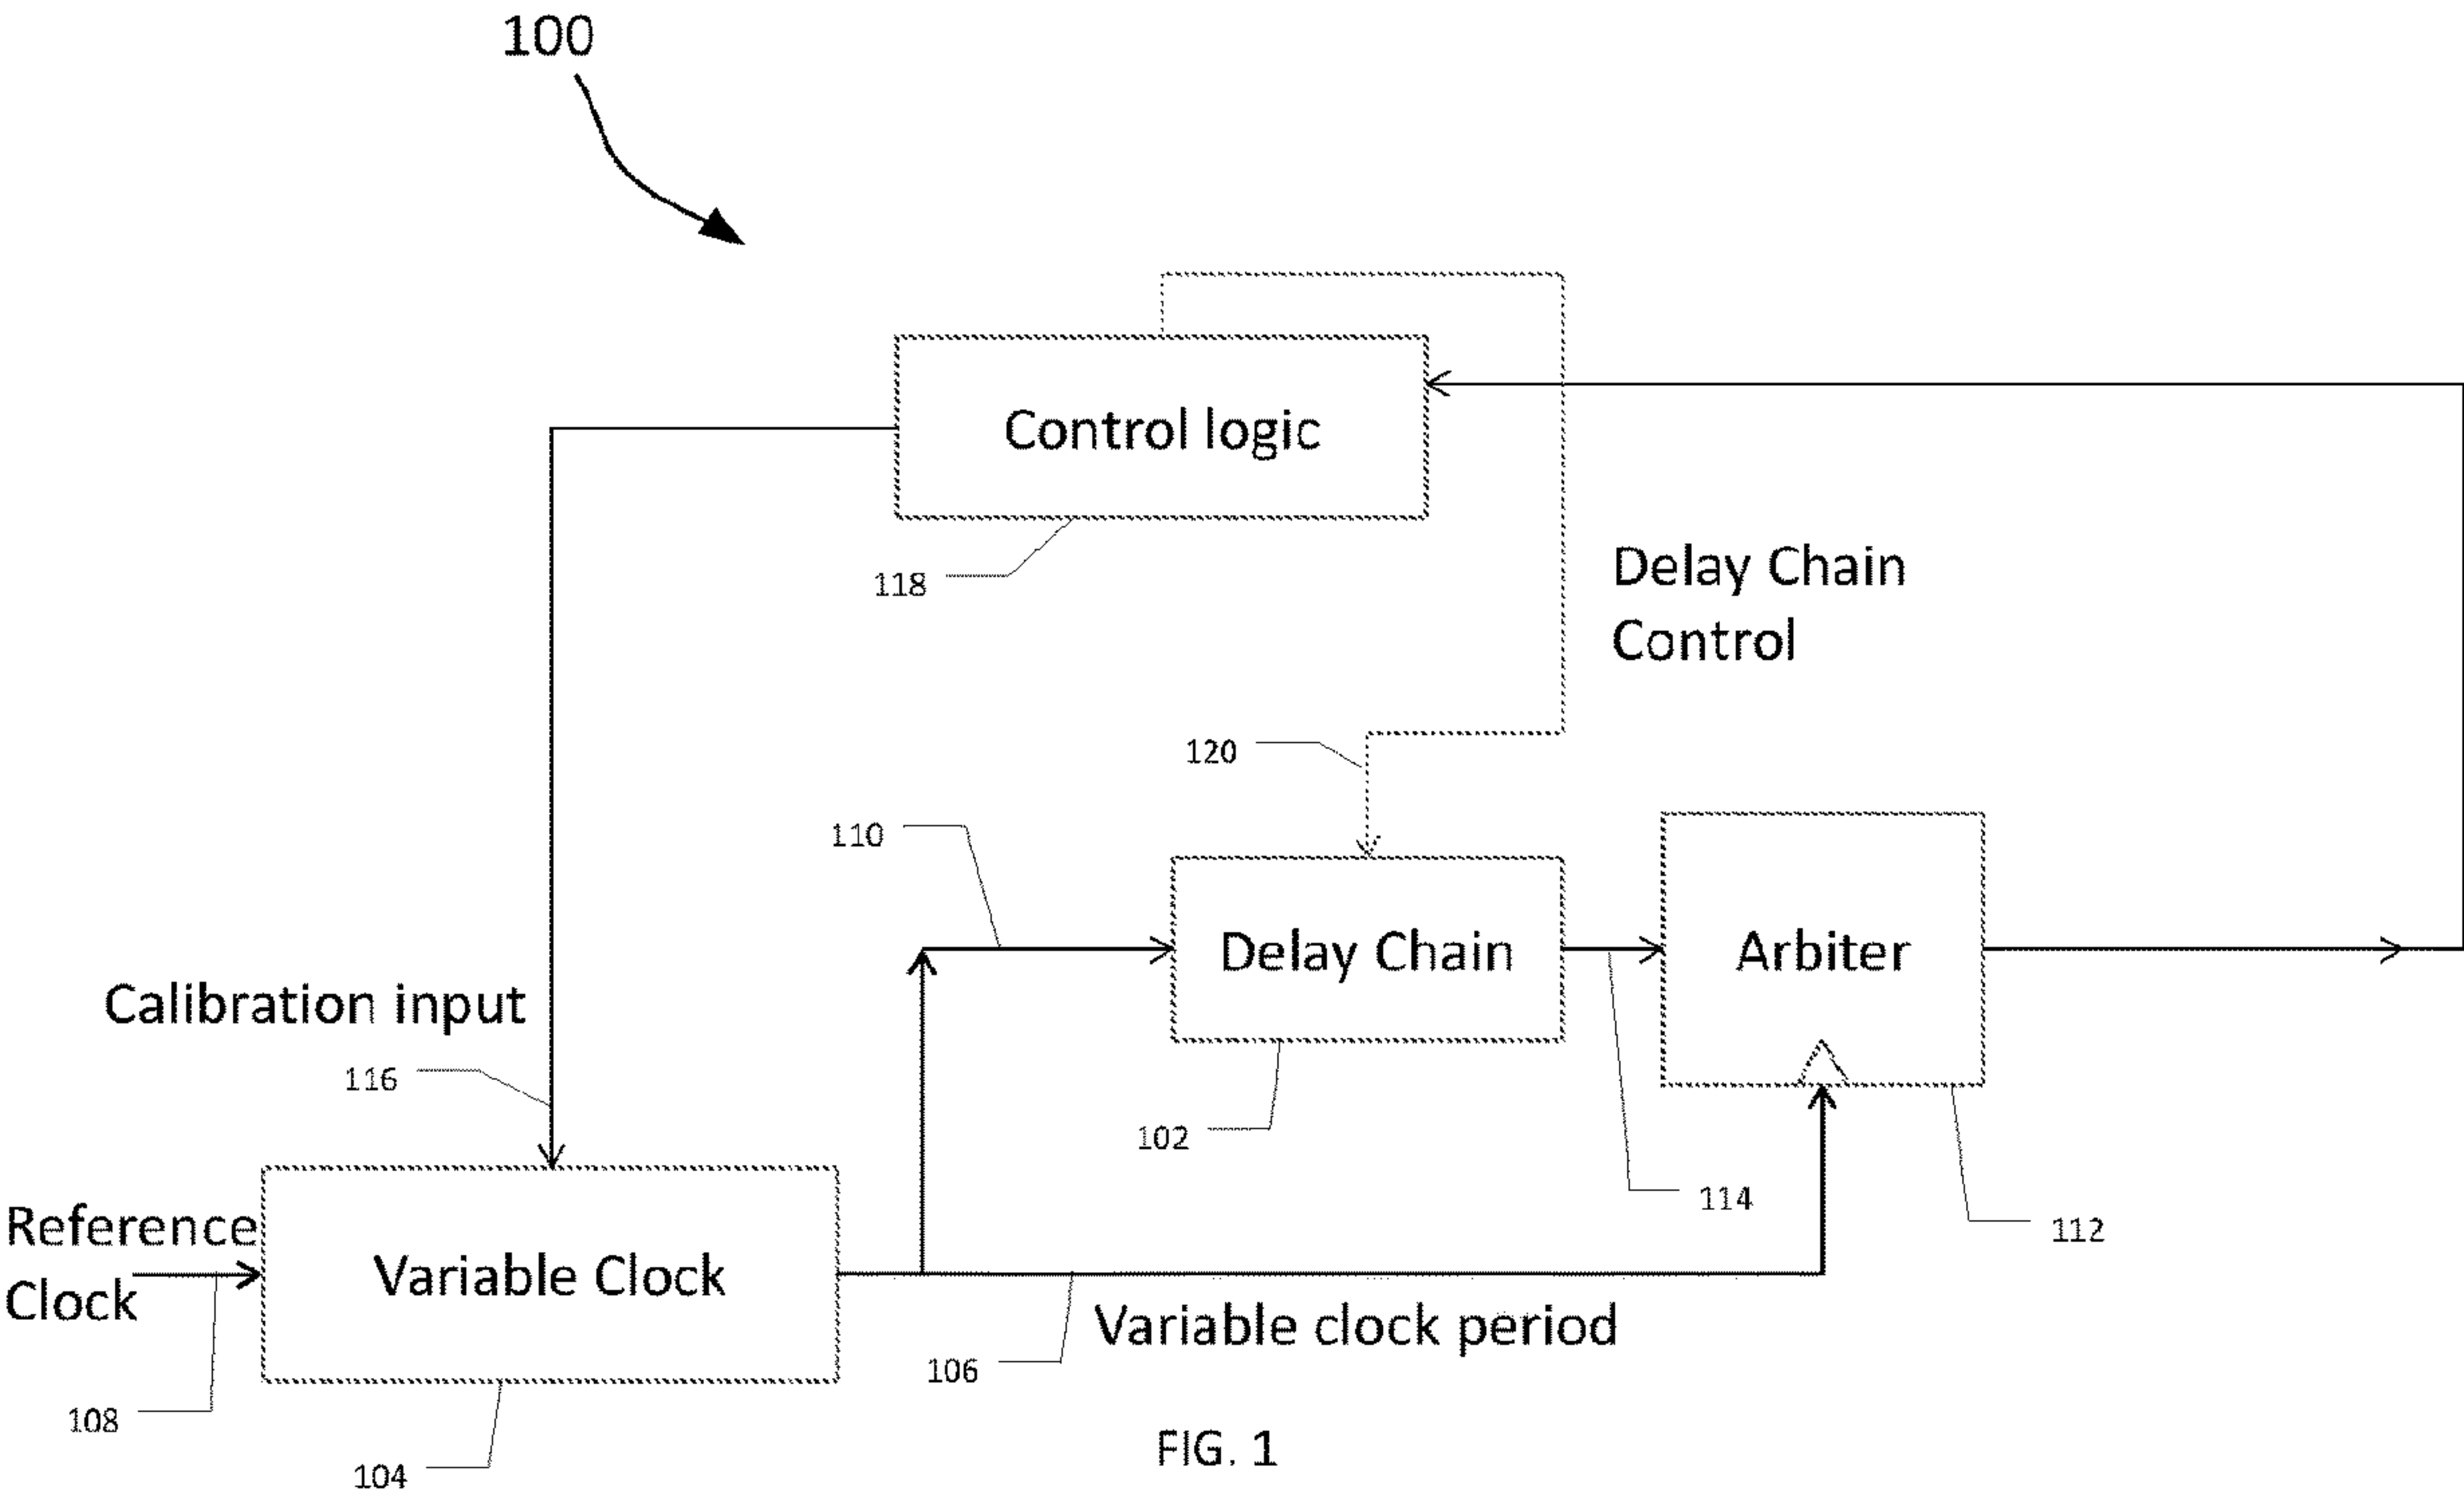 100
Control logic
118
Delay Chain
Control
120
110
Delay Chain
Arbiter
Calibration input
116
102
114
112
Reference
Clock
Variable Clock
Variable clock period
106
108
104
FIG. 1